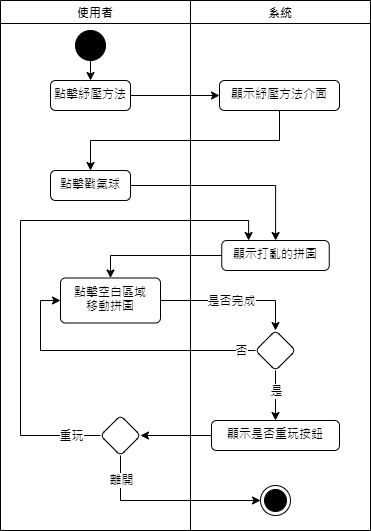 使用者
系統
點擊紓壓方法
顯示紓壓方法介面
點擊戳氣球
顯示打亂的拼圖
點擊空白區域
移動拼圖
是否完成
否
是
重玩
顯示是否重玩按鈕
離開